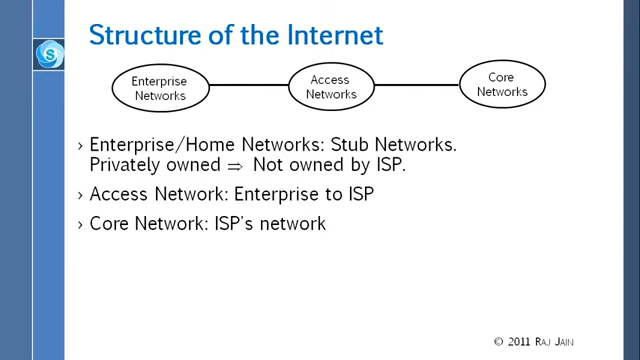 Structure of the Internet
S
Enterprise
Networks
Access
Networks
Core
Networks
› Enterprise/Home Networks: Stub Networks.
Privately owned ⇒ Not owned by ISP.
› Access Network: Enterprise to ISP
› Core Network: ISP's network
© 2011 RAJ JAIN